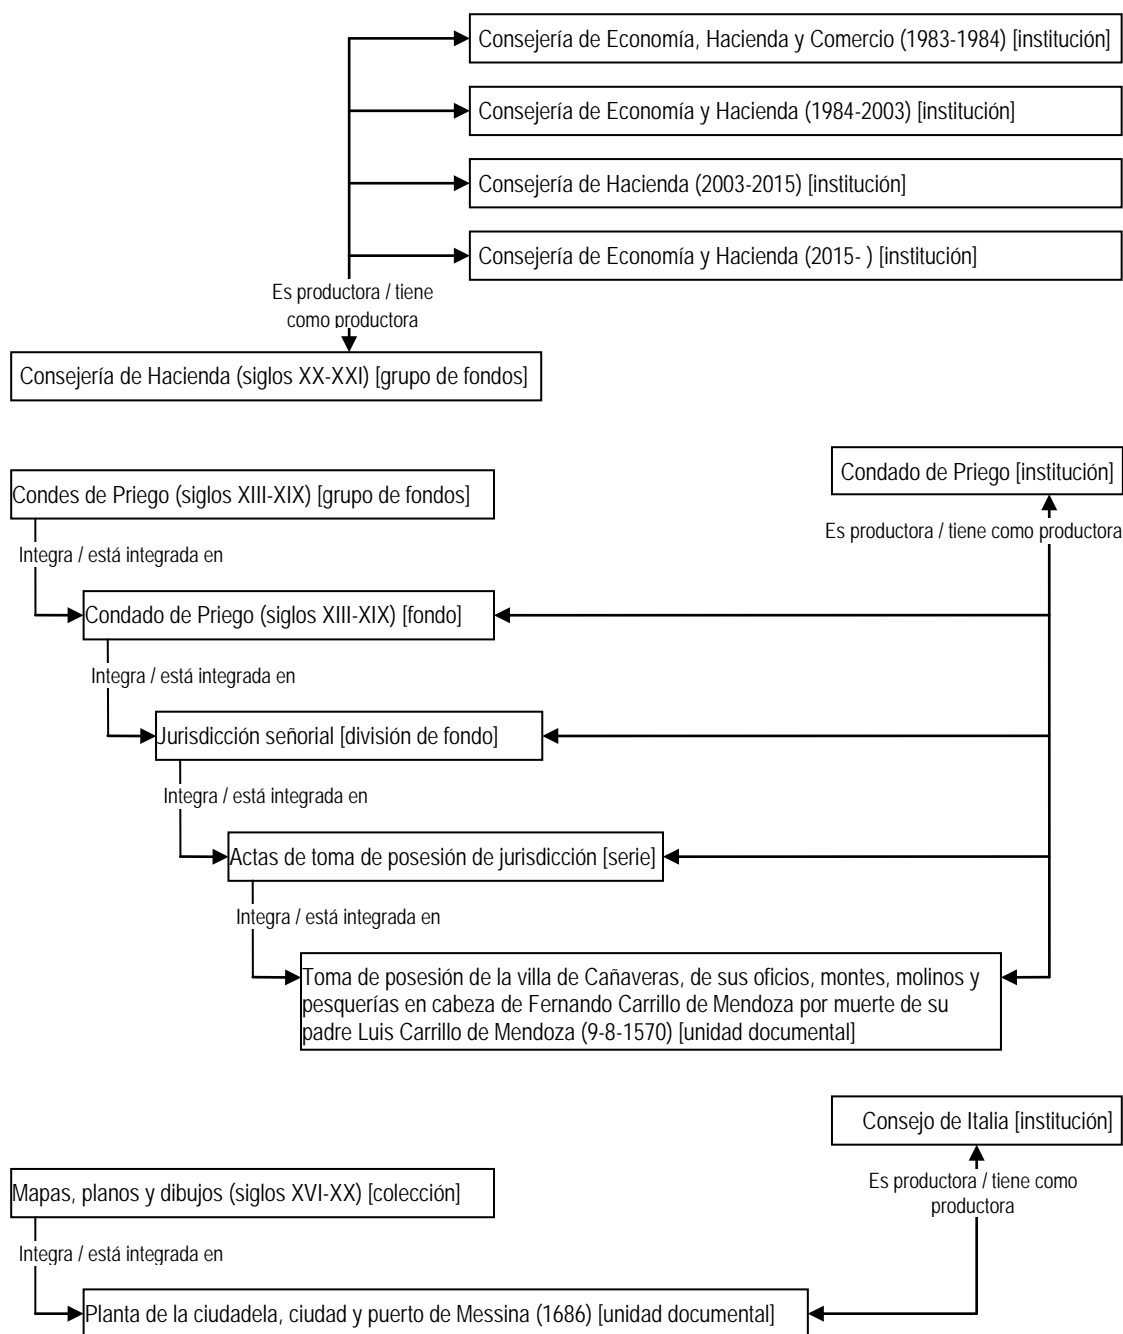 Consejería de Economía, Hacienda y Comercio (1983-1984) [institución]
Consejería de Economía y Hacienda (1984-2003) [institución]
Consejería de Hacienda (2003-2015) [institución]
Consejería de Economía y Hacienda (2015- ) [institución]
Es productora / tiene
como productora
Consejería de Hacienda (siglos XX-XXI) [grupo de fondos]
Condado de Priego [institución]
Condes de Priego (siglos XIII-XIX) [grupo de fondos]
Es productora / tiene como productora
Integra / está integrada en
Condado de Priego (siglos XIII-XIX) [fondo]
Integra / está integrada en
Jurisdicción señorial [división de fondo]
Integra / está integrada en
Actas de toma de posesión de jurisdicción [serie]
Integra / está integrada en
Toma de posesión de la villa de Cañaveras, de sus oficios, montes, molinos y
pesquerías en cabeza de Fernando Carrillo de Mendoza por muerte de su
padre Luis Carrillo de Mendoza (9-8-1570) [unidad documental]
Consejo de Italia [institución]
Mapas, planos y dibujos (siglos XVI-XX) [colección]
Es productora / tiene como
productora
Integra / está integrada en
Planta de la ciudadela, ciudad y puerto de Messina (1686) [unidad documental]